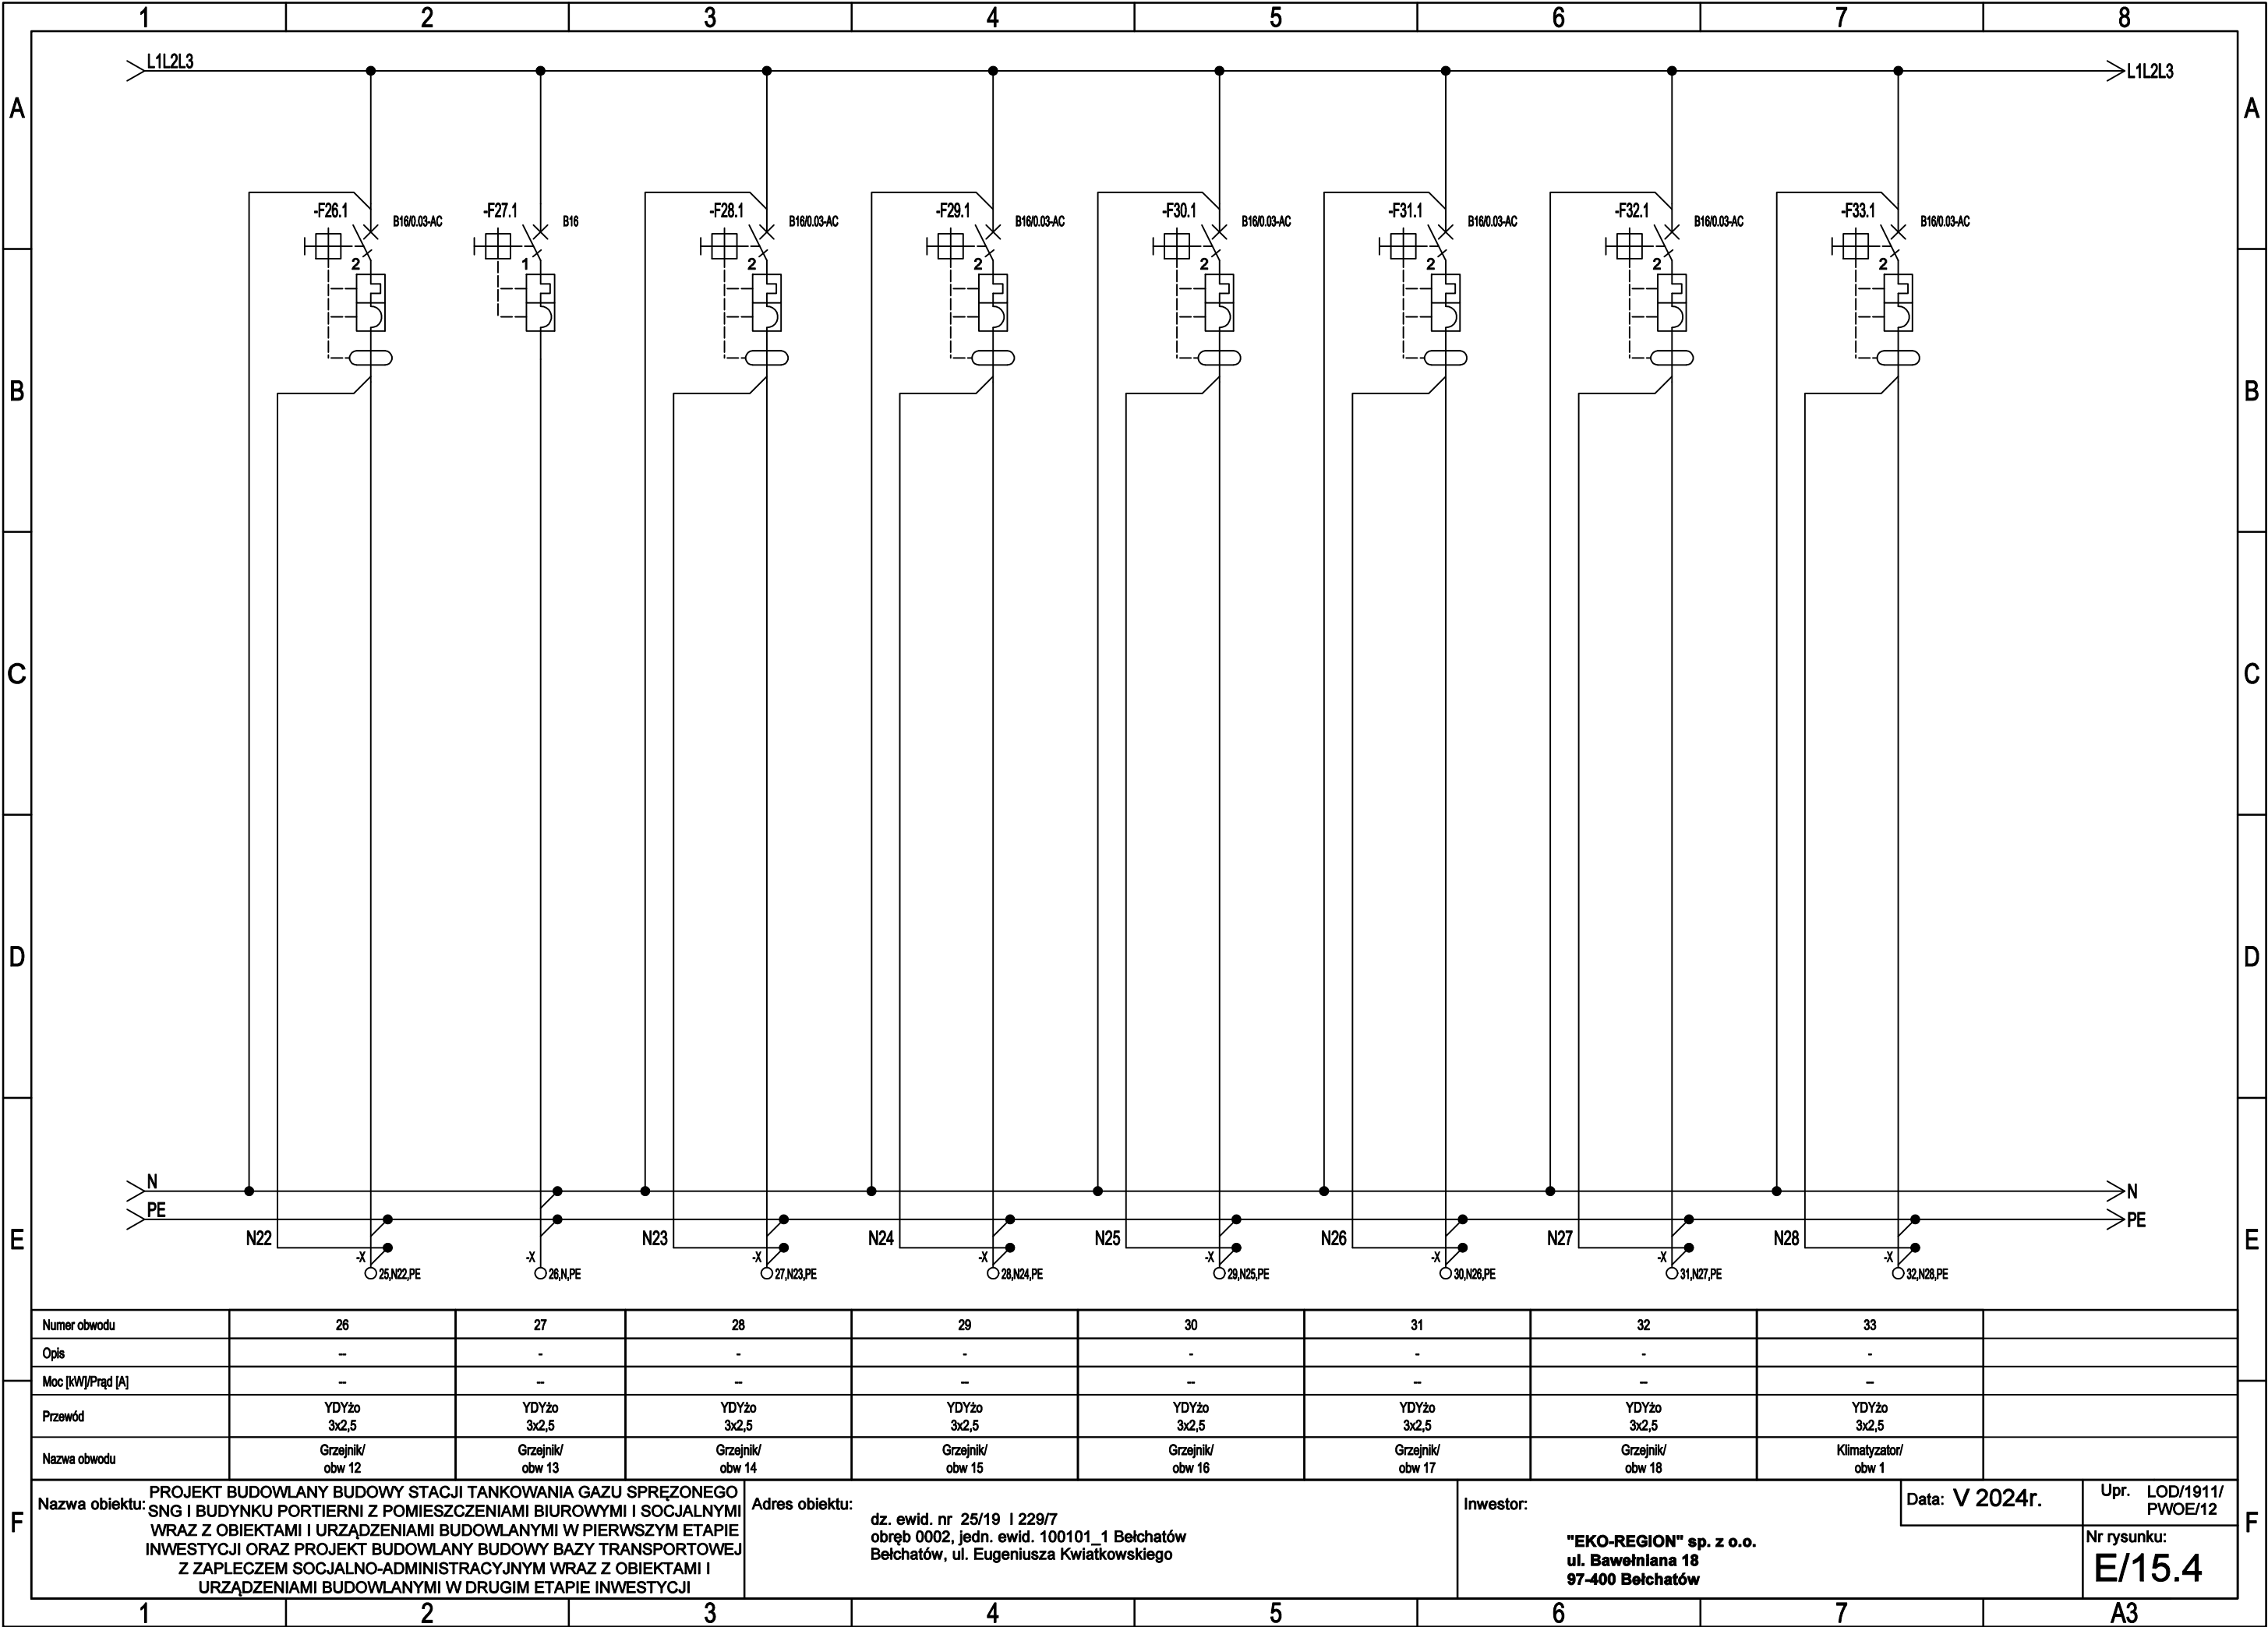 1 2 3 4 5 6 7 8
L1L2L3 L1L2L3
A A
-F26.1 B16/0.03-AC -F27.1 B16 -F28.1 B16/0.03-AC -F29.1 B16/0.03-AC -F30.1 B16/0.03-AC -F31.1 B16/0.03-AC -F32.1 B16/0.03-AC -F33.1 B16/0.03-AC
2 1 2 2 2 2 2 2
B B
C C
D D
N N
PE PE
E N22 N23 N24 N25 N26 N27 N28 E
-X -X -X -X -X -X -X -X
25,N22,PE 26,N,PE 27,N23,PE 28,N24,PE 29,N25,PE 30,N26,PE 31,N27,PE 32,N28,PE
Numer obwodu 26 27 28 29 30 31 32 33
Opis -- - - - - - - -
Moc [kW]/Prąd [A] -- -- -- -- -- -- -- --
Przewód
YDYżo YDYżo YDYżo YDYżo YDYżo YDYżo YDYżo YDYżo
3x2,5 3x2,5 3x2,5 3x2,5 3x2,5 3x2,5 3x2,5 3x2,5
Nazwa obwodu
Grzejnik/ Grzejnik/ Grzejnik/ Grzejnik/ Grzejnik/ Grzejnik/ Grzejnik/ Klimatyzator/
obw 12 obw 13 obw 14 obw 15 obw 16 obw 17 obw 18 obw 1
F F
Nazwa obiektu:
PROJEKT BUDOWLANY BUDOWY STACJI TANKOWANIA GAZU SPRĘZONEGO
SNG I BUDYNKU PORTIERNI Z POMIESZCZENIAMI BIUROWYMI I SOCJALNYMI
WRAZ Z OBIEKTAMI I URZĄDZENIAMI BUDOWLANYMI W PIERWSZYM ETAPIE
INWESTYCJI ORAZ PROJEKT BUDOWLANY BUDOWY BAZY TRANSPORTOWEJ
Z ZAPLECZEM SOCJALNO-ADMINISTRACYJNYM WRAZ Z OBIEKTAMI I
URZĄDZENIAMI BUDOWLANYMI W DRUGIM ETAPIE INWESTYCJI
Adres obiektu:
dz. ewid. nr 25/19 I 229/7
obręb 0002, jedn. ewid. 100101_1 Bełchatów
Bełchatów, ul. Eugeniusza Kwiatkowskiego
Inwestor:
"EKO-REGION" sp. z o.o.
ul. Bawełniana 18
97-400 Bełchatów
Data: V 2024r.
Upr. LOD/1911/
PWOE/12
Nr rysunku:
E/15.4
1 2 3 4 5 6 7 A3